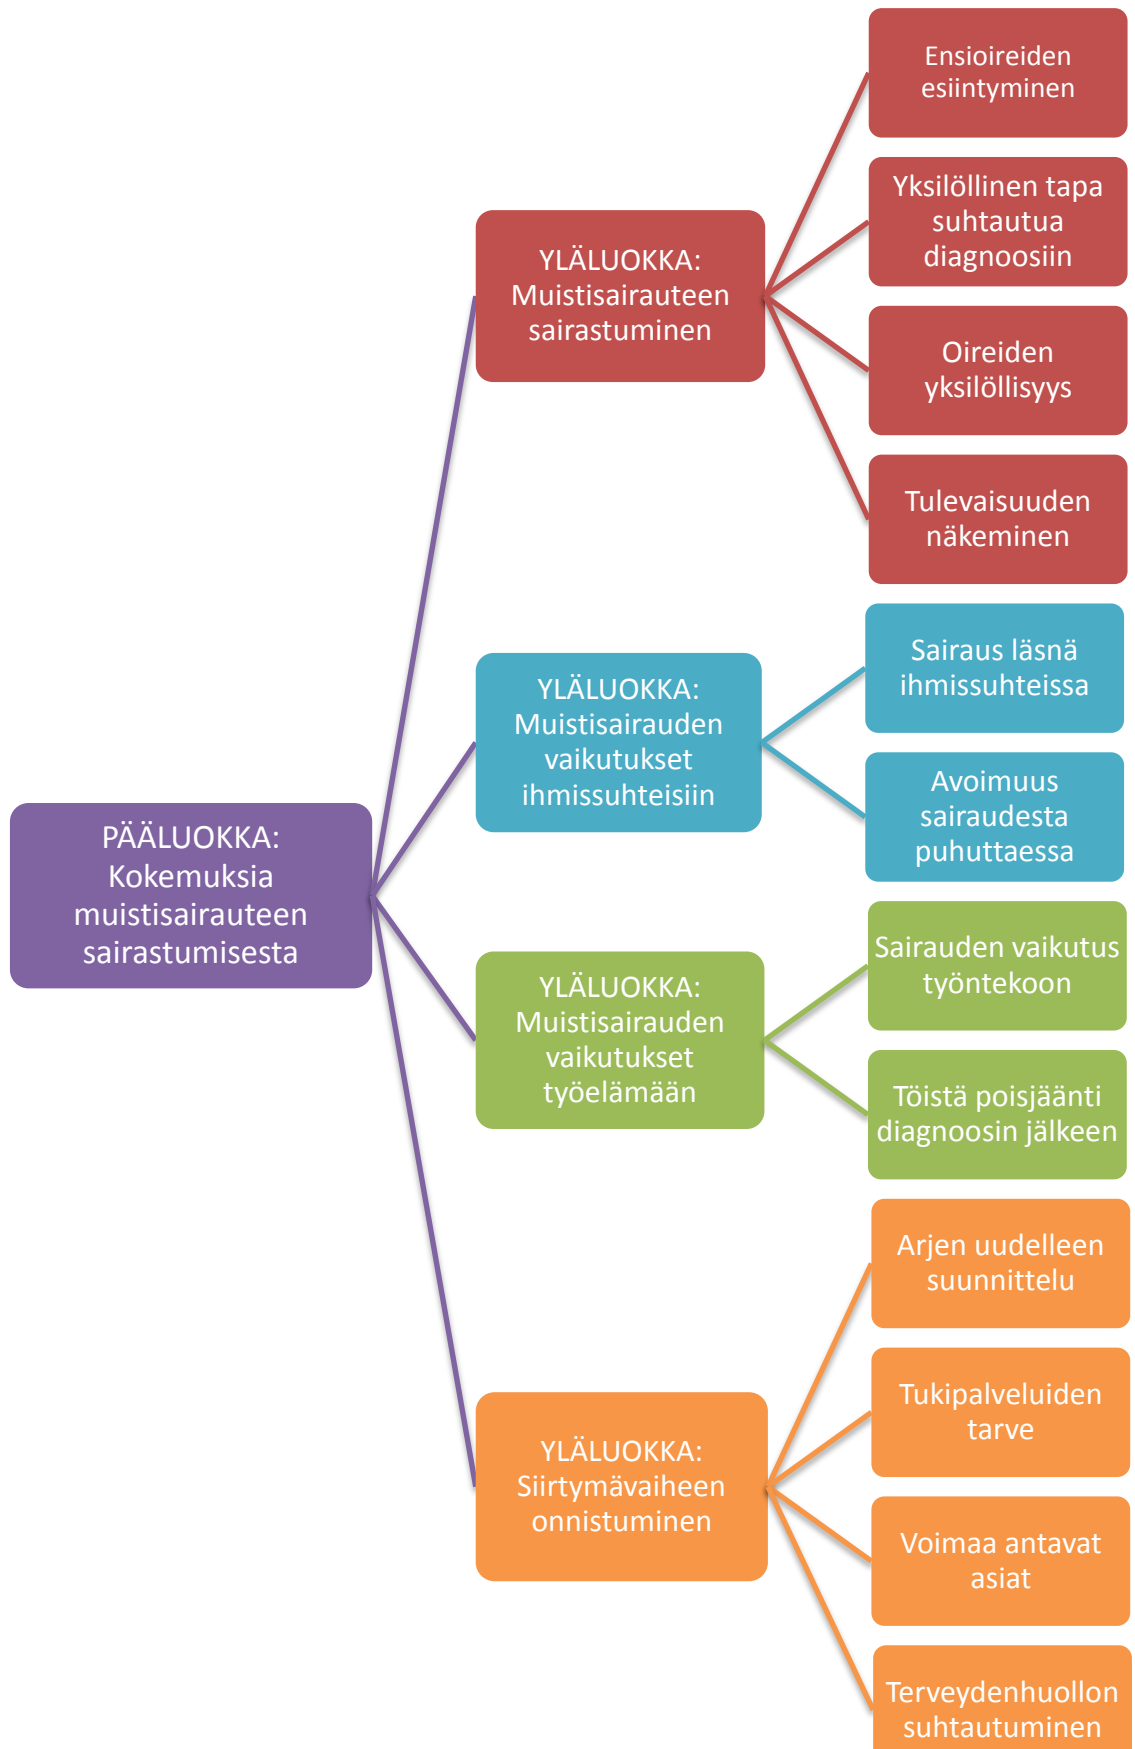 PÄÄLUOKKA:
Kokemuksia
muistisairauteen
sairastumisesta
YLÄLUOKKA:
Muistisairauteen
sairastuminen
Ensioireiden
esiintyminen
Yksilöllinen tapa
suhtautua
diagnoosiin
Oireiden
yksilöllisyys
Tulevaisuuden
näkeminen
YLÄLUOKKA:
Muistisairauden
vaikutukset
ihmissuhteisiin
Sairaus läsnä
ihmissuhteissa
Avoimuus
sairaudesta
puhuttaessa
YLÄLUOKKA:
Muistisairauden
vaikutukset
työelämään
Sairauden vaikutus
työntekoon
Töistä poisjäänti
diagnoosin jälkeen
YLÄLUOKKA:
Siirtymävaiheen
onnistuminen
Arjen uudelleen
suunnittelu
Tukipalveluiden
tarve
Voimaa antavat
asiat
Terveydenhuollon
suhtautuminen